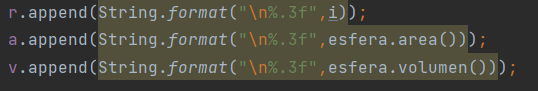 r.append(String.format("\n%.3f",i));
a.append(String.format("\n%.3f",esfera.area()));
v.append(String.format("\n%.3f",esfera.volumen()));